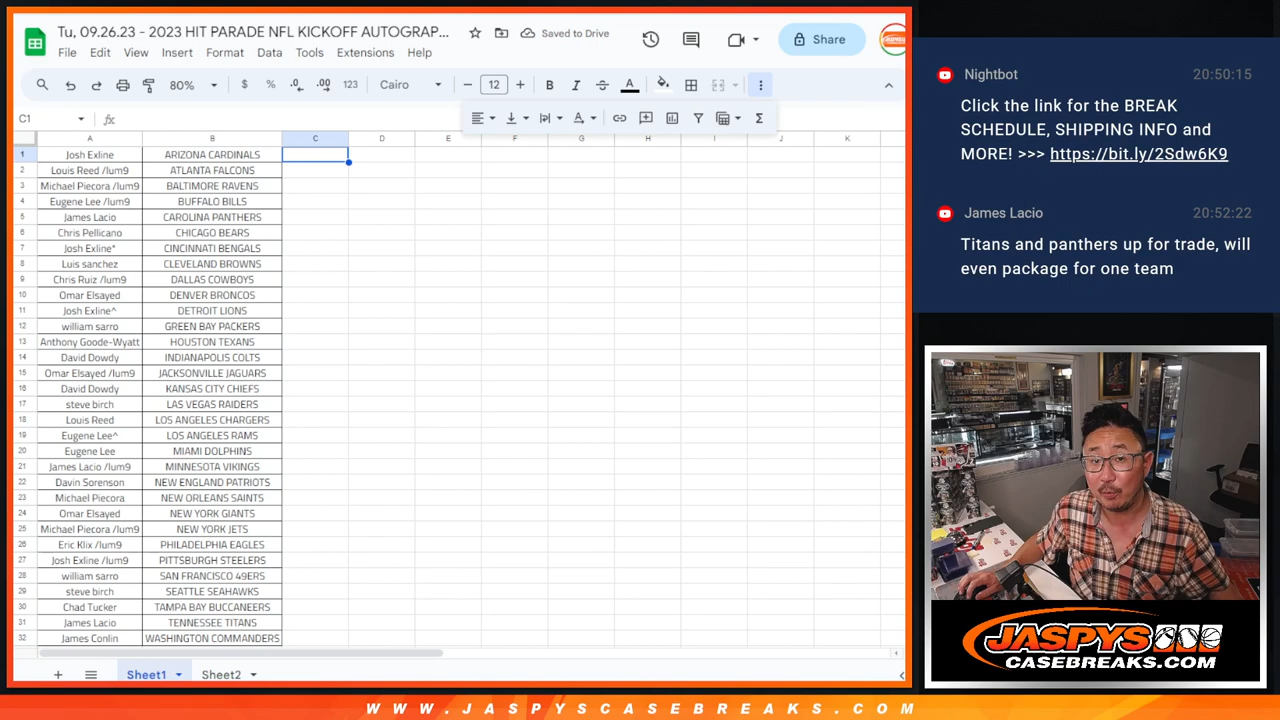 Tu, 09.26.23 - 2023 HIT PARADE NFL KICKOFF AUTOGRAP...
Saved to Drive
Share
File Edit View Insert Format Data Tools Extensions Help
80% $ % .0 .00 123 Cairo 12 B I S A
C1 fx
A B C D E F G H I J K
1 Josh Exline ARIZONA CARDINALS
2 Louis Reed /lum9 ATLANTA FALCONS
3 Michael Piecora /lum9 BALTIMORE RAVENS
4 Eugene Lee /lum9 BUFFALO BILLS
5 James Lacio CAROLINA PANTHERS
6 Chris Pellicano CHICAGO BEARS
7 Josh Exline* CINCINNATI BENGALS
8 Luis sanchez CLEVELAND BROWNS
9 Chris Ruiz /lum9 DALLAS COWBOYS
10 Omar Elsayed DENVER BRONCOS
11 Josh Exline^ DETROIT LIONS
12 william sarro GREEN BAY PACKERS
13 Anthony Goode-Wyatt HOUSTON TEXANS
14 David Dowdy INDIANAPOLIS COLTS
15 Omar Elsayed /lum9 JACKSONVILLE JAGUARS
16 David Dowdy KANSAS CITY CHIEFS
17 steve birch LAS VEGAS RAIDERS
18 Louis Reed LOS ANGELES CHARGERS
19 Eugene Lee^ LOS ANGELES RAMS
20 Eugene Lee MIAMI DOLPHINS
21 James Lacio /lum9 MINNESOTA VIKINGS
22 Davin Sorenson NEW ENGLAND PATRIOTS
23 Michael Piecora NEW ORLEANS SAINTS
24 Omar Elsayed NEW YORK GIANTS
25 Michael Piecora /lum9 NEW YORK JETS
26 Eric Klix /lum9 PHILADELPHIA EAGLES
27 Josh Exline /lum9 PITTSBURGH STEELERS
28 william sarro SAN FRANCISCO 49ERS
29 steve birch SEATTLE SEAHAWKS
30 Chad Tucker TAMPA BAY BUCCANEERS
31 James Lacio TENNESSEE TITANS
32 James Conlin WASHINGTON COMMANDERS
Sheet1 Sheet2
Nightbot 20:50:15
Click the link for the BREAK
SCHEDULE, SHIPPING INFO and
MORE! >>> https://bit.ly/2Sdw6K9
James Lacio 20:52:22
Titans and panthers up for trade, will
even package for one team
JASPYS
CASEBREAKS.COM
WWW.JASPYSCASEBREAKS.COM